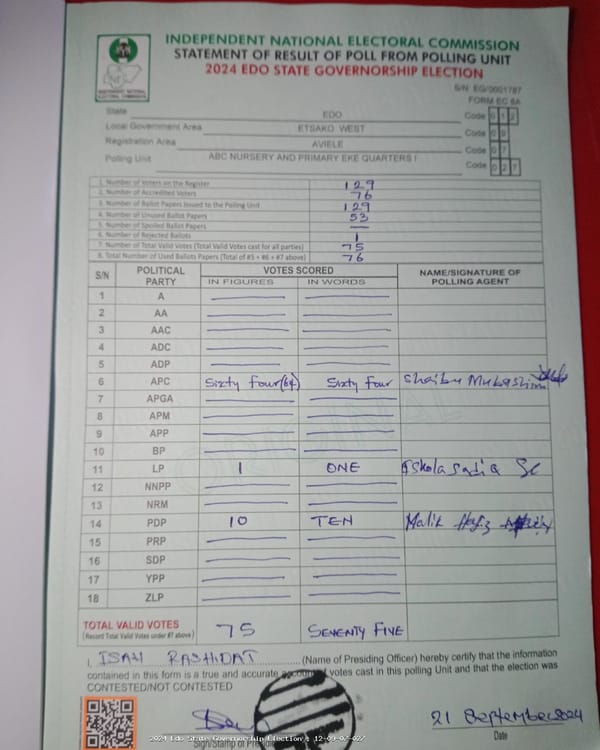 INDEPENDENT NATIONAL ELECTORAL COMMISSION
STATEMENT OF RESULT OF POLL FROM POLLING UNIT
2024 EDO STATE GOVERNORSHIP ELECTION
INDEPENDENT NATIONAL ELECTORAL COMMISSION
S/N: EG/0001787
FORM EC 8A
State EDO Code 0 1 2
Local Government Area ETSAKO WEST Code 0 9
Registration Area AVIELE Code 0 7
Polling Unit ABC NURSERY AND PRIMARY EKE QUARTERS I Code 0 2 7
1. Number of Voters on the Register 129
2. Number of Accredited Voters 76
3. Number of Ballot Papers Issued to the Polling Unit 129
4. Number of Unused Ballot Papers 53
5. Number of Spoiled Ballot Papers —
6. Number of Rejected Ballots 1
7. Number of Total Valid Votes (Total Valid Votes cast for all parties) 75
8. Total Number of Used Ballots Papers (Total of #5 + #6 + #7 above) 76
S/N POLITICAL PARTY VOTES SCORED NAME/SIGNATURE OF POLLING AGENT
IN FIGURES IN WORDS
1 A
2 AA
3 AAC
4 ADC
5 ADP
6 APC Sixty four (64) Sixty four Shaibu
7 APGA
8 APM
9 APP
10 BP
11 LP 1 ONE
12 NNPP
13 NRM
14 PDP 10 TEN Malik Hafiz
15 PRP
16 SDP
17 YPP
18 ZLP
TOTAL VALID VOTES 75 SEVENTY FIVE
(Record Total Valid Votes under #7 above)
I, ISAH RASHIDAT (Name of Presiding Officer) hereby certify that the information
contained in this form is a true and accurate account of votes cast in this polling Unit and that the election was
CONTESTED/NOT CONTESTED
21 September 2024
2024 Edo State Governorship Election: 12-09-07-027
Sign/Stamp of Date